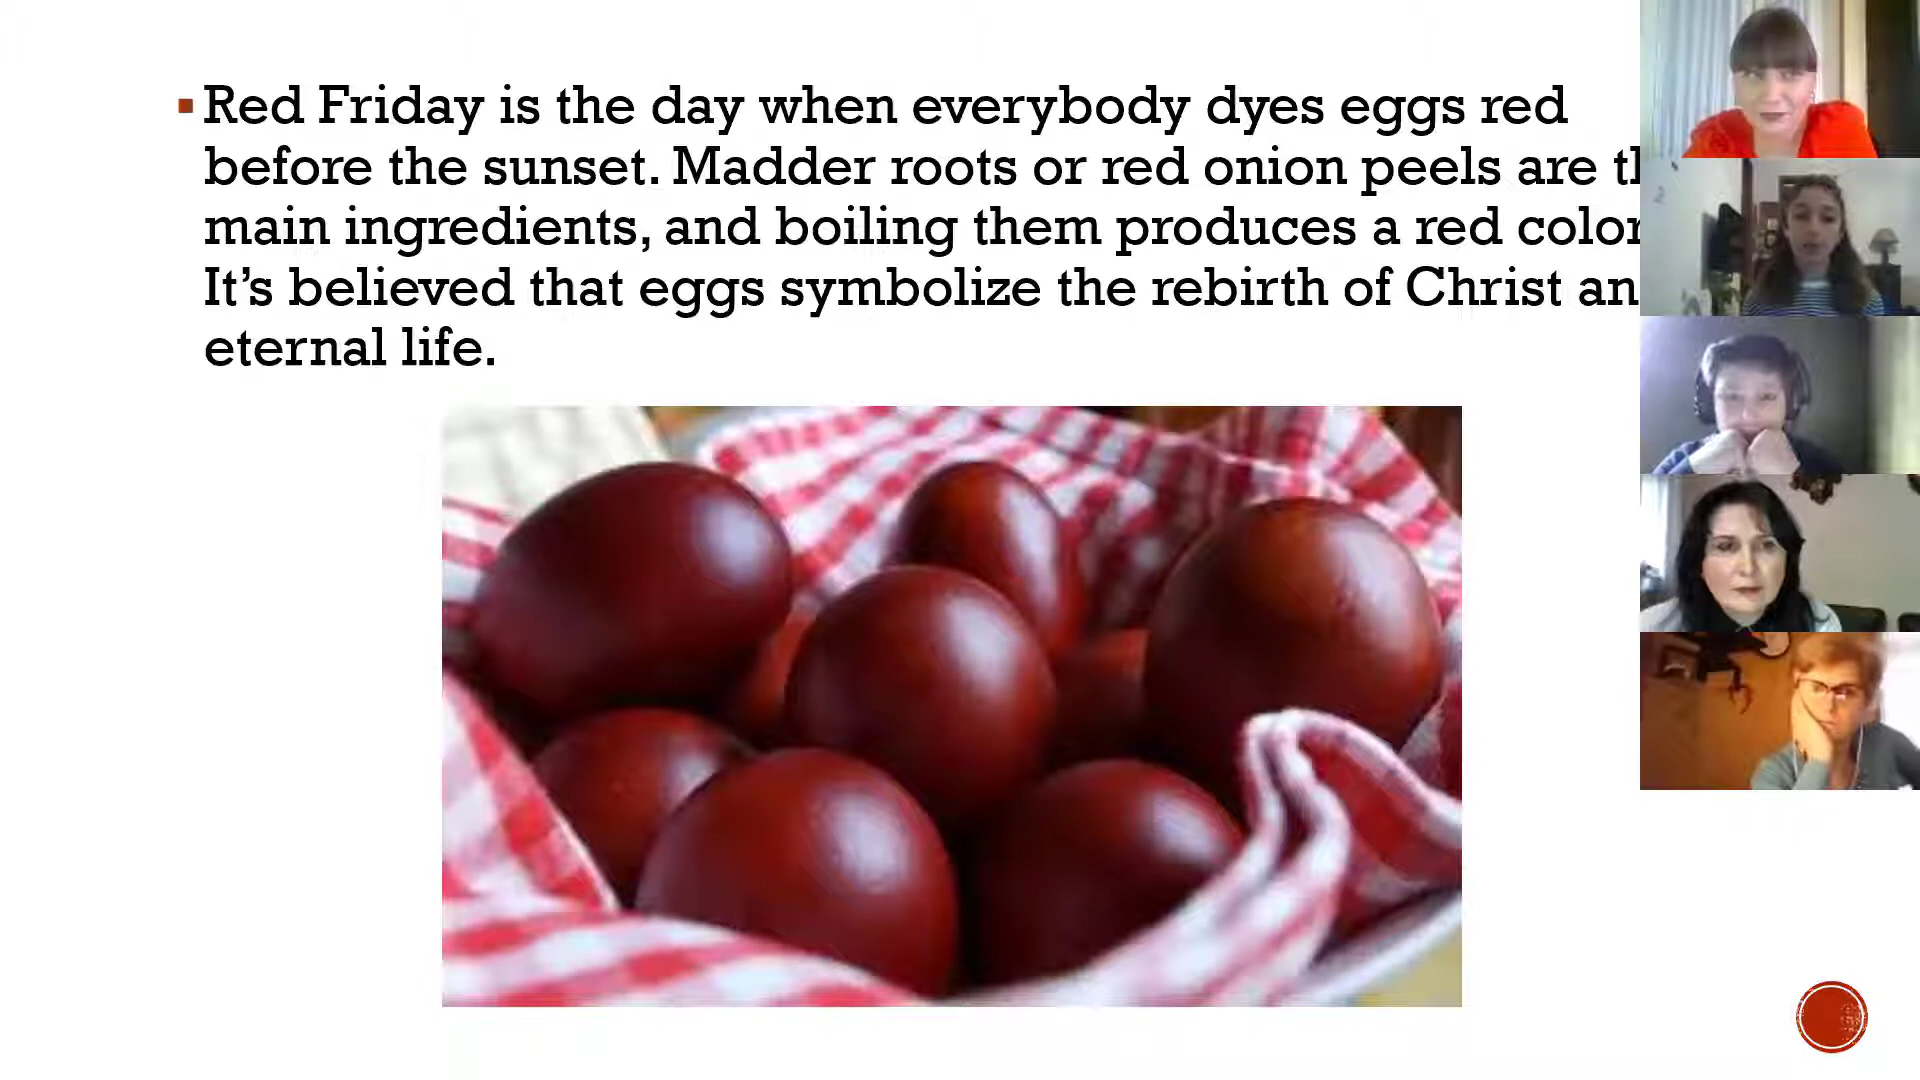 Red Friday is the day when everybody dyes eggs red
before the sunset. Madder roots or red onion peels are
main ingredients, and boiling them produces a red color
It’s believed that eggs symbolize the rebirth of Christ
eternal life.